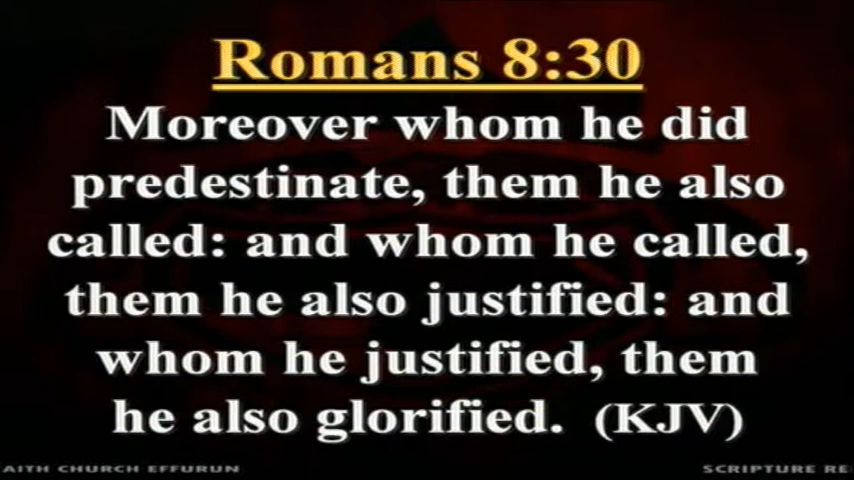 Romans 8:30
Moreover whom he did
predestinate, them he also
called: and whom he called,
them he also justified: and
whom he justified, them
he also glorified. (KJV)
AITH CHURCH EFFURUN
SCRIPTURE RE